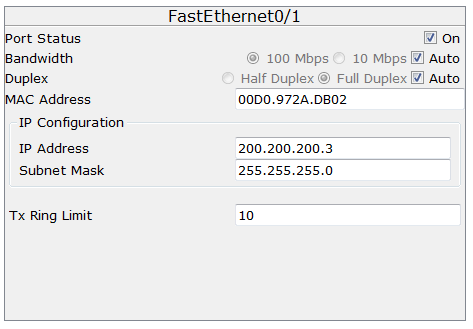 FastEthernet0/1
Port Status On
Bandwidth 100 Mbps 10 Mbps Auto
Duplex Half Duplex Full Duplex Auto
MAC Address 00D0.972A.DB02
IP Configuration
IP Address 200.200.200.3
Subnet Mask 255.255.255.0
Tx Ring Limit 10